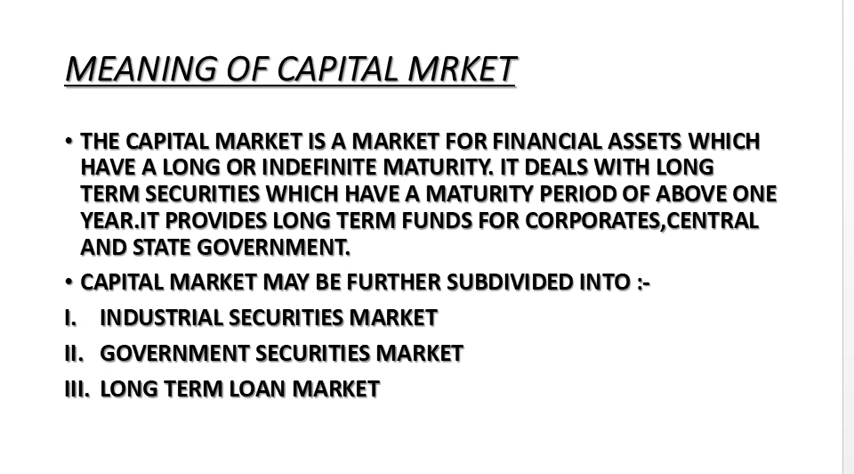 MEANING OF CAPITAL MRKET
• THE CAPITAL MARKET IS A MARKET FOR FINANCIAL ASSETS WHICH
HAVE A LONG OR INDEFINITE MATURITY. IT DEALS WITH LONG
TERM SECURITIES WHICH HAVE A MATURITY PERIOD OF ABOVE ONE
YEAR.IT PROVIDES LONG TERM FUNDS FOR CORPORATES,CENTRAL
AND STATE GOVERNMENT.
• CAPITAL MARKET MAY BE FURTHER SUBDIVIDED INTO :-
I. INDUSTRIAL SECURITIES MARKET
II. GOVERNMENT SECURITIES MARKET
III. LONG TERM LOAN MARKET